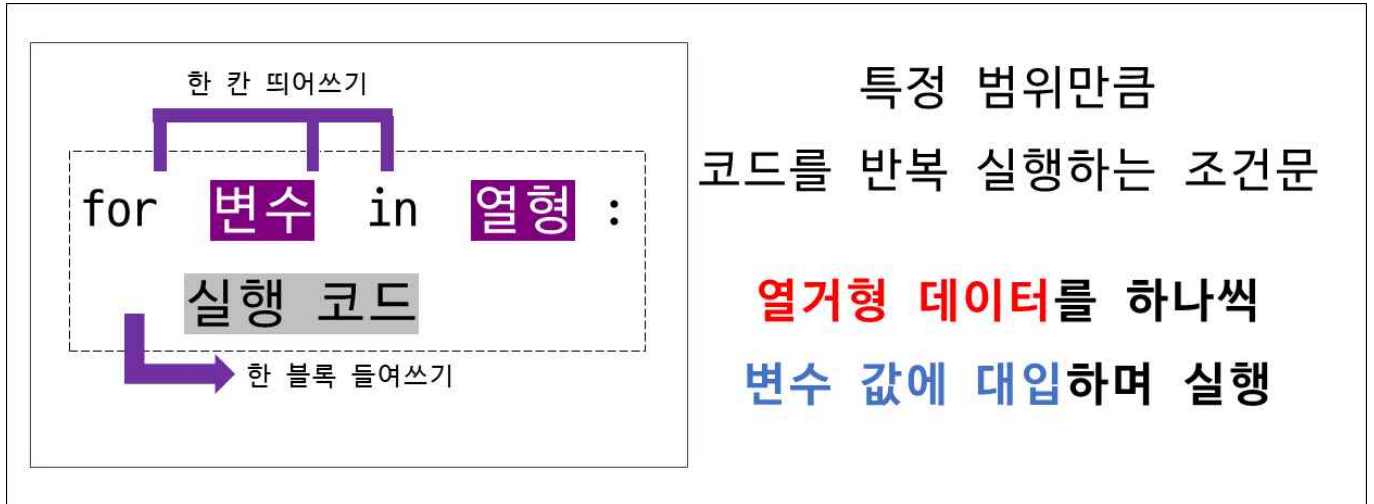 한 칸 띄어쓰기
for 변수 in 열형 :
실행 코드
한 블록 들여쓰기
특정 범위만큼
코드를 반복 실행하는 조건문
열거형 데이터를 하나씩
변수 값에 대입하며 실행